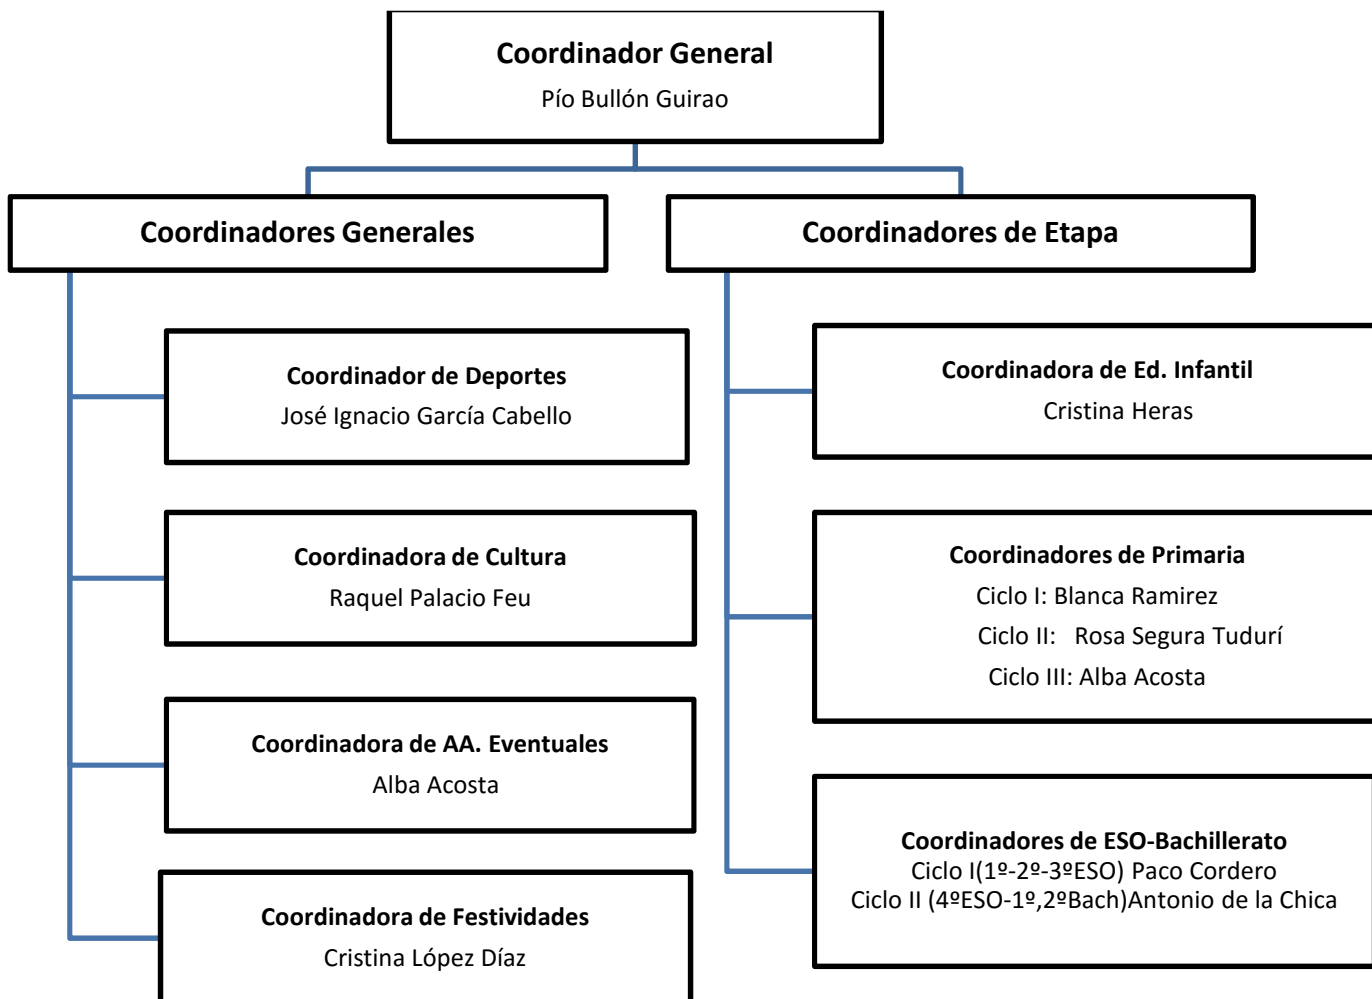 Coordinador General
Pío Bullón Guirao
Coordinadores Generales
Coordinadores de Etapa
Coordinador de Deportes
José Ignacio García Cabello
Coordinadora de Cultura
Raquel Palacio Feu
Coordinadora de AA. Eventuales
Alba Acosta
Coordinadora de Festividades
Cristina López Díaz
Coordinadora de Ed. Infantil
Cristina Heras
Coordinadores de Primaria
Ciclo I: Blanca Ramirez
Ciclo II: Rosa Segura Tudurí
Ciclo III: Alba Acosta
Coordinadores de ESO-Bachillerato
Ciclo I(1º-2º-3ºESO) Paco Cordero
Ciclo II (4ºESO-1º,2ºBach)Antonio de la Chica